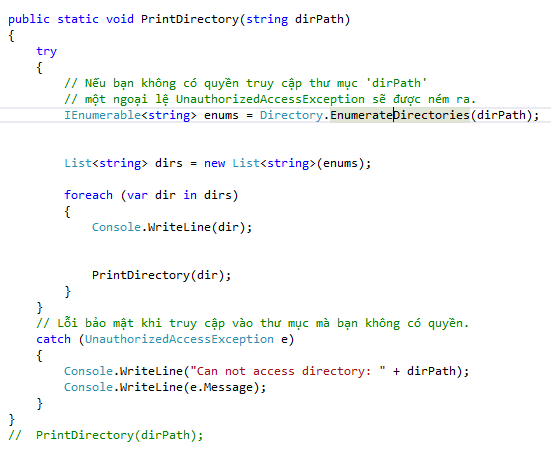 public static void PrintDirectory(string dirPath)
{
    try
    {
        // Nếu bạn không có quyền truy cập thư mục 'dirPath'
        // một ngoại lệ UnauthorizedAccessException sẽ được ném ra.
        IEnumerable<string> enums = Directory.EnumerateDirectories(dirPath);
        List<string> dirs = new List<string>(enums);
        foreach (var dir in dirs)
        {
            Console.WriteLine(dir);
            PrintDirectory(dir);
        }
    }
    // Lỗi bảo mật khi truy cập vào thư mục mà bạn không có quyền.
    catch (UnauthorizedAccessException e)
    {
        Console.WriteLine("Can not access directory: " + dirPath);
        Console.WriteLine(e.Message);
    }
}
//  PrintDirectory(dirPath);